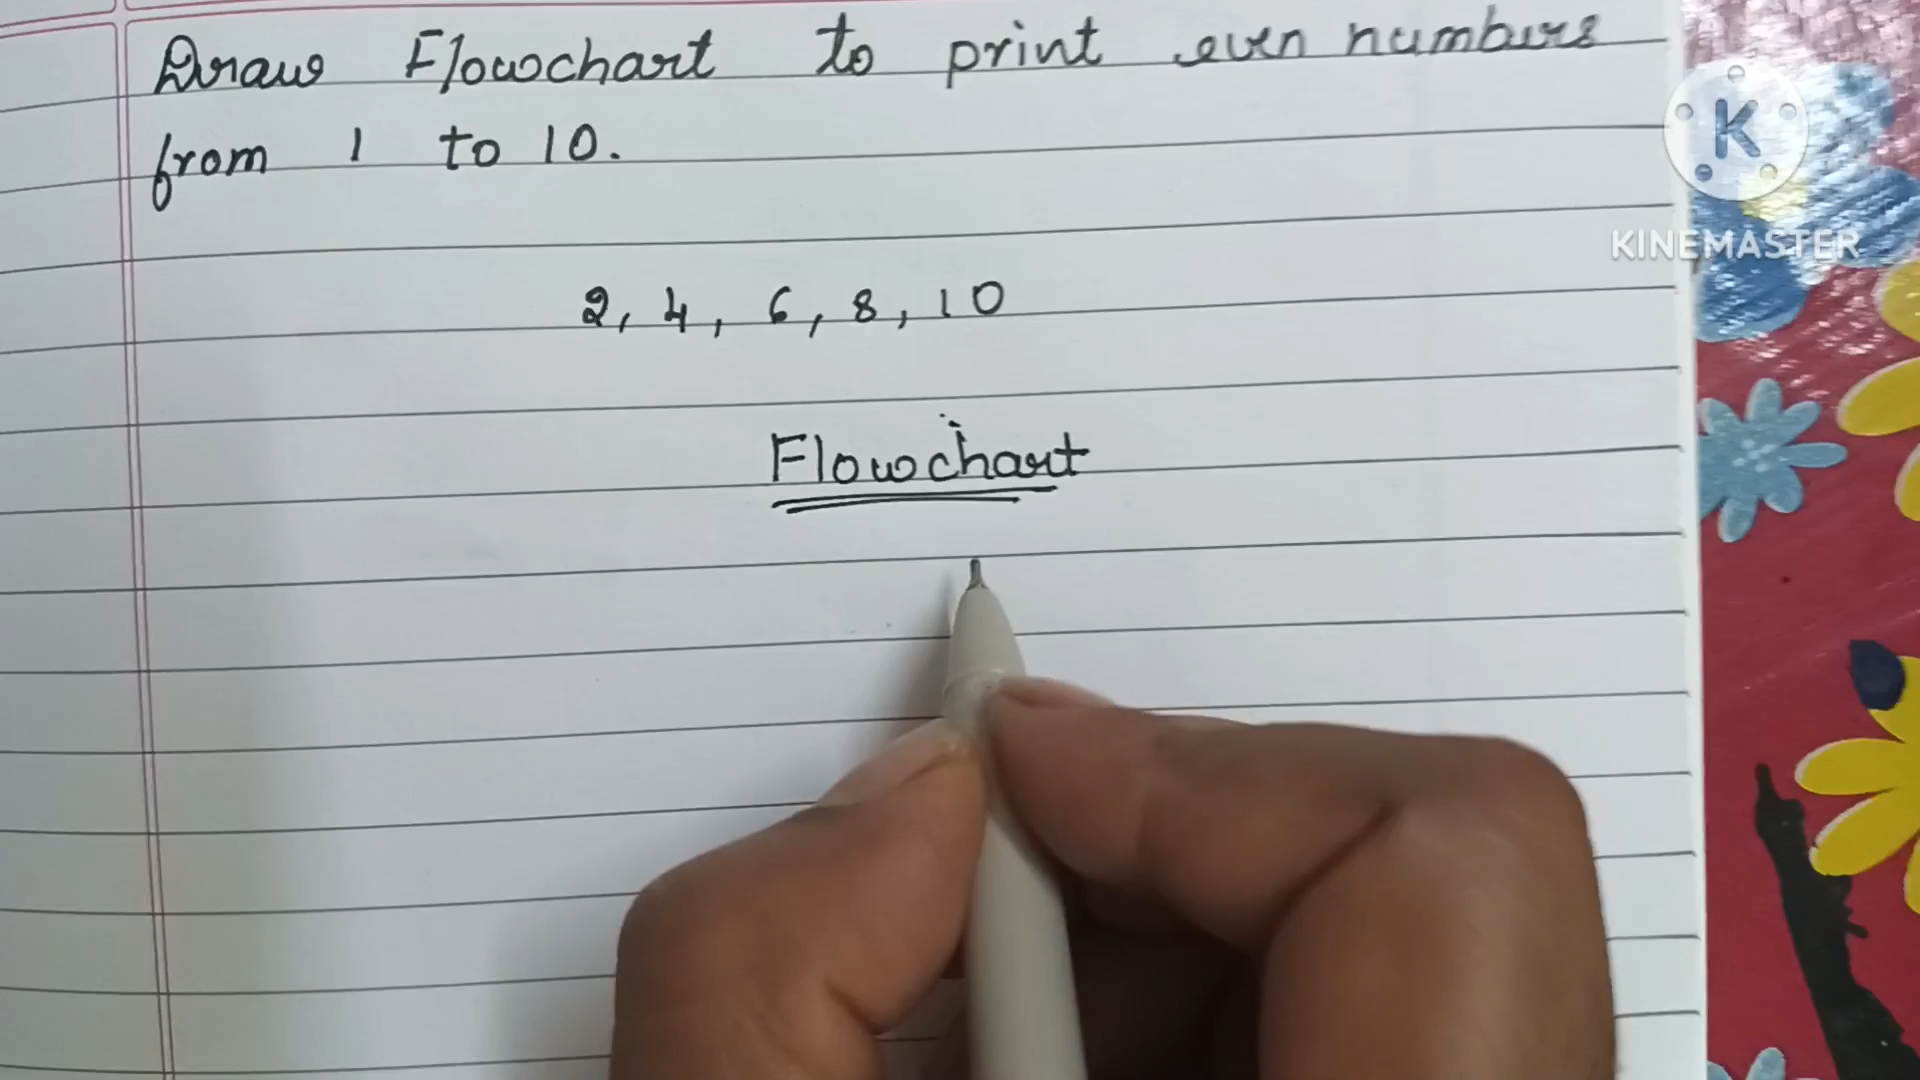 Draw Flowchart to print even numbers
from 1 to 10.
K
KINEMASTER
2, 4, 6, 8, 10
Flowchart